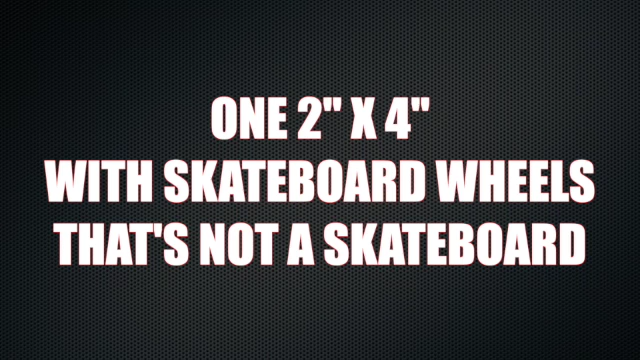 ONE 2" X 4"
WITH SKATEBOARD WHEELS
THAT'S NOT A SKATEBOARD